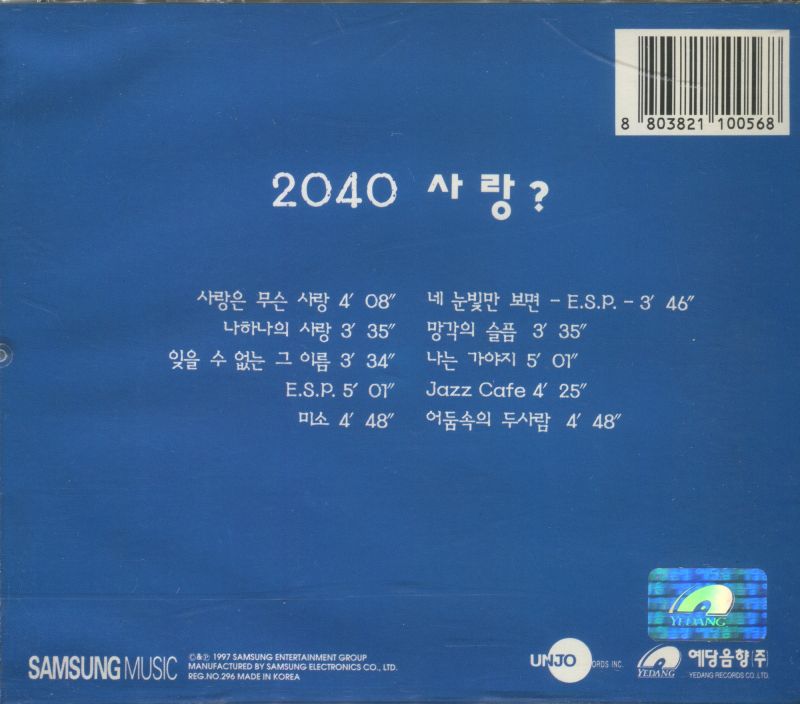 8 803821 100568
2040 사랑?
사랑은 무슨 사랑 4' 08"
나하나의 사랑 3' 35"
잊을 수 없는 그 이름 3' 34"
E.S.P. 5' 01"
미소 4' 48"
네 눈빛만 보면 - E.S.P. - 3' 46"
망각의 슬픔 3' 35"
나는 가야지 5' 01"
Jazz Cafe 4' 25"
어둠속의 두사람 4' 48"
YEDANG
SAMSUNG MUSIC
©&℗ 1997 SAMSUNG ENTERTAINMENT GROUP
MANUFACTURED BY SAMSUNG ELECTRONICS CO., LTD.
REG.NO.296 MADE IN KOREA
UNJO ORDS INC.
YEDANG
예당음향(주)
YEDANG RECORDS CO.,LTD.